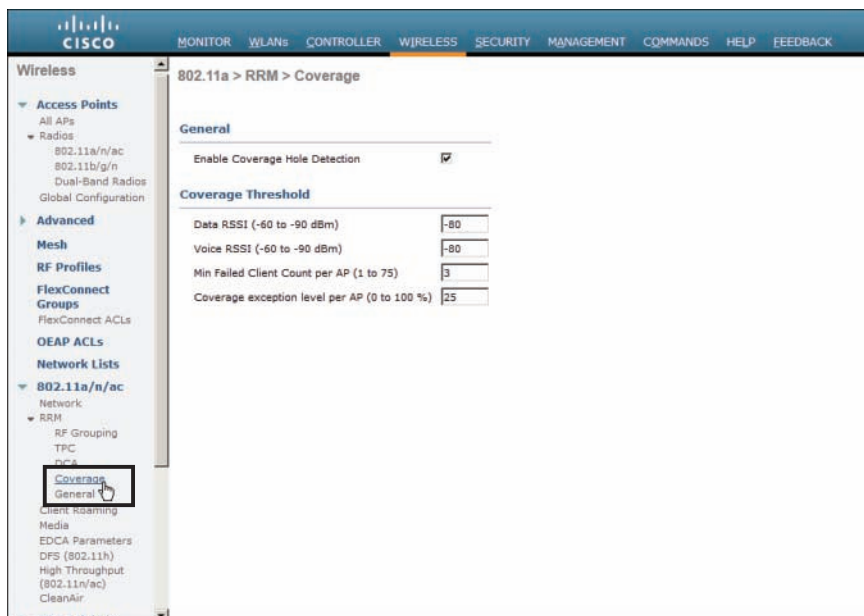 CISCO
MONITOR WLANs CONTROLLER WIRELESS SECURITY MANAGEMENT COMMANDS HELP FEEDBACK
Wireless
Access Points
All APs
Radios
802.11a/n/ac
802.11b/g/n
Dual-Band Radios
Global Configuration
Advanced
Mesh
RF Profiles
FlexConnect
Groups
FlexConnect ACLs
OEAP ACLs
Network Lists
802.11a/n/ac
Network
RRM
RF Grouping
TPC
DCA
Coverage
General
Client Roaming
Media
EDCA Parameters
DFS (802.11h)
High Throughput
(802.11n/ac)
CleanAir
802.11a > RRM > Coverage
General
Enable Coverage Hole Detection
Coverage Threshold
Data RSSI (-60 to -90 dBm) -80
Voice RSSI (-60 to -90 dBm) -80
Min Failed Client Count per AP (1 to 75) 3
Coverage exception level per AP (0 to 100 %) 25